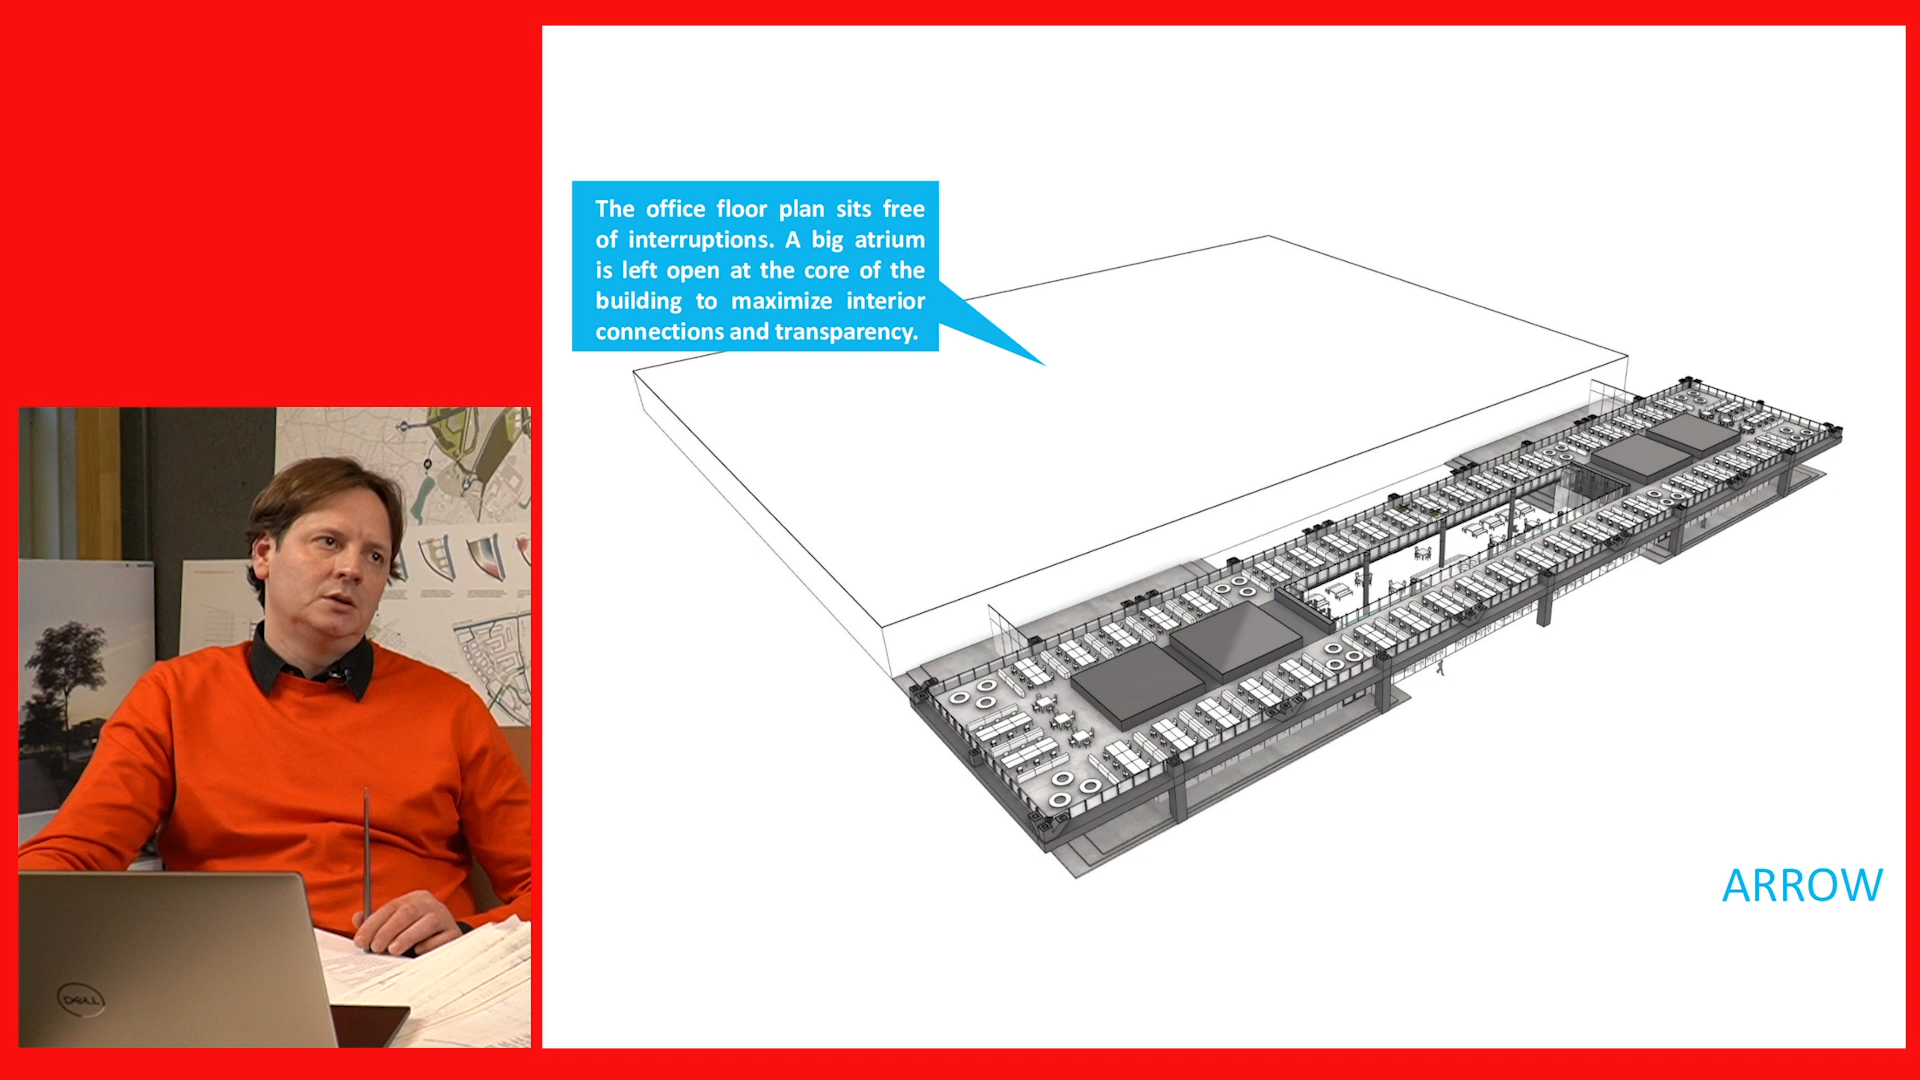 The office floor plan sits free
of interruptions. A big atrium
is left open at the core of the
building to maximize interior
connections and transparency.
ARROW
DELL